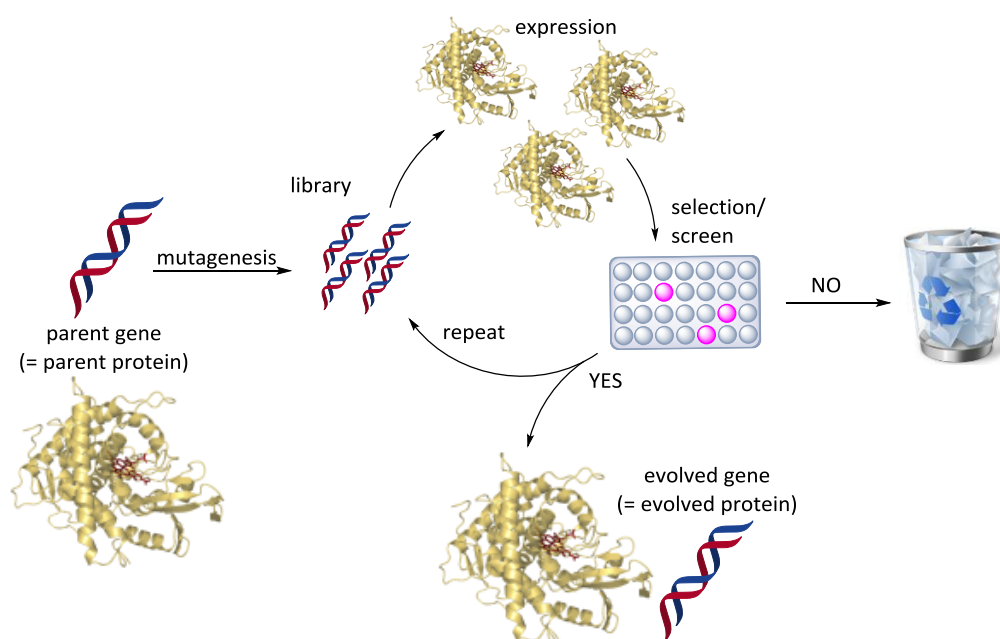 expression
library
selection/
screen
mutagenesis
NO
parent gene
(= parent protein)
repeat
YES
evolved gene
(= evolved protein)